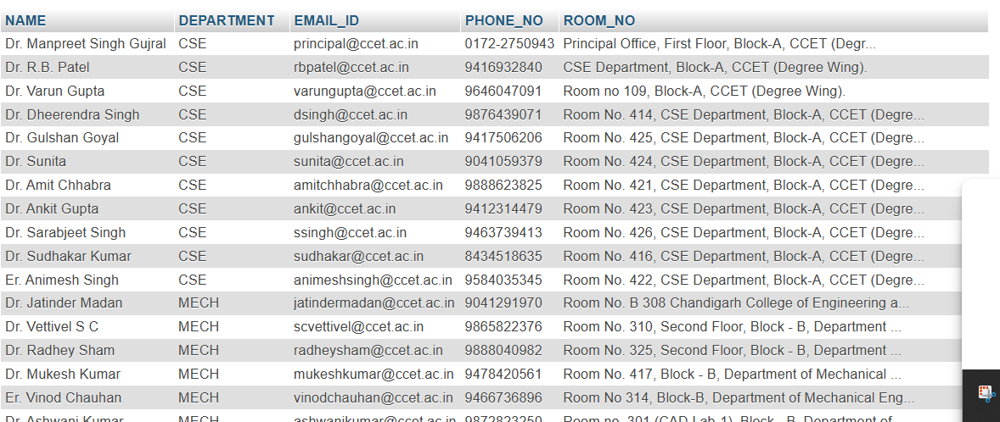 NAME DEPARTMENT EMAIL_ID PHONE_NO ROOM_NO
Dr. Manpreet Singh Gujral CSE principal@ccet.ac.in 0172-2750943 Principal Office, First Floor, Block-A, CCET (Degr...
Dr. R.B. Patel CSE rbpatel@ccet.ac.in 9416932840 CSE Department, Block-A, CCET (Degree Wing).
Dr. Varun Gupta CSE varungupta@ccet.ac.in 9646047091 Room no 109, Block-A, CCET (Degree Wing).
Dr. Dheerendra Singh CSE dsingh@ccet.ac.in 9876439071 Room No. 414, CSE Department, Block-A, CCET (Degre...
Dr. Gulshan Goyal CSE gulshangoyal@ccet.ac.in 9417506206 Room No. 425, CSE Department, Block-A, CCET (Degre...
Dr. Sunita CSE sunita@ccet.ac.in 9041059379 Room No. 424, CSE Department, Block-A, CCET (Degre...
Dr. Amit Chhabra CSE amitchhabra@ccet.ac.in 9888623825 Room No. 421, CSE Department, Block-A, CCET (Degre...
Dr. Ankit Gupta CSE ankit@ccet.ac.in 9412314479 Room No. 423, CSE Department, Block-A, CCET (Degre...
Dr. Sarabjeet Singh CSE ssingh@ccet.ac.in 9463739413 Room No. 426, CSE Department, Block-A, CCET (Degre...
Dr. Sudhakar Kumar CSE sudhakar@ccet.ac.in 8434518635 Room No. 416, CSE Department, Block-A, CCET (Degre...
Er. Animesh Singh CSE animeshsingh@ccet.ac.in 9584035345 Room No. 422, CSE Department, Block-A, CCET (Degre...
Dr. Jatinder Madan MECH jatindermadan@ccet.ac.in 9041291970 Room No. B 308 Chandigarh College of Engineering a...
Dr. Vettivel S C MECH scvettivel@ccet.ac.in 9865822376 Room No. 310, Second Floor, Block - B, Department ...
Dr. Radhey Sham MECH radheysham@ccet.ac.in 9888040982 Room No. 325, Second Floor, Block - B, Department ...
Dr. Mukesh Kumar MECH mukeshkumar@ccet.ac.in 9478420561 Room No. 417, Block - B, Department of Mechanical ...
Er. Vinod Chauhan MECH vinodchauhan@ccet.ac.in 9466736896 Room No 314, Block-B, Department of Mechanical Eng...
Dr. Ashwani Kumar MECH ashwanikumar@ccet.ac.in 9872823250 Room no. 301 (CAD Lab-1), Block - B, Department of